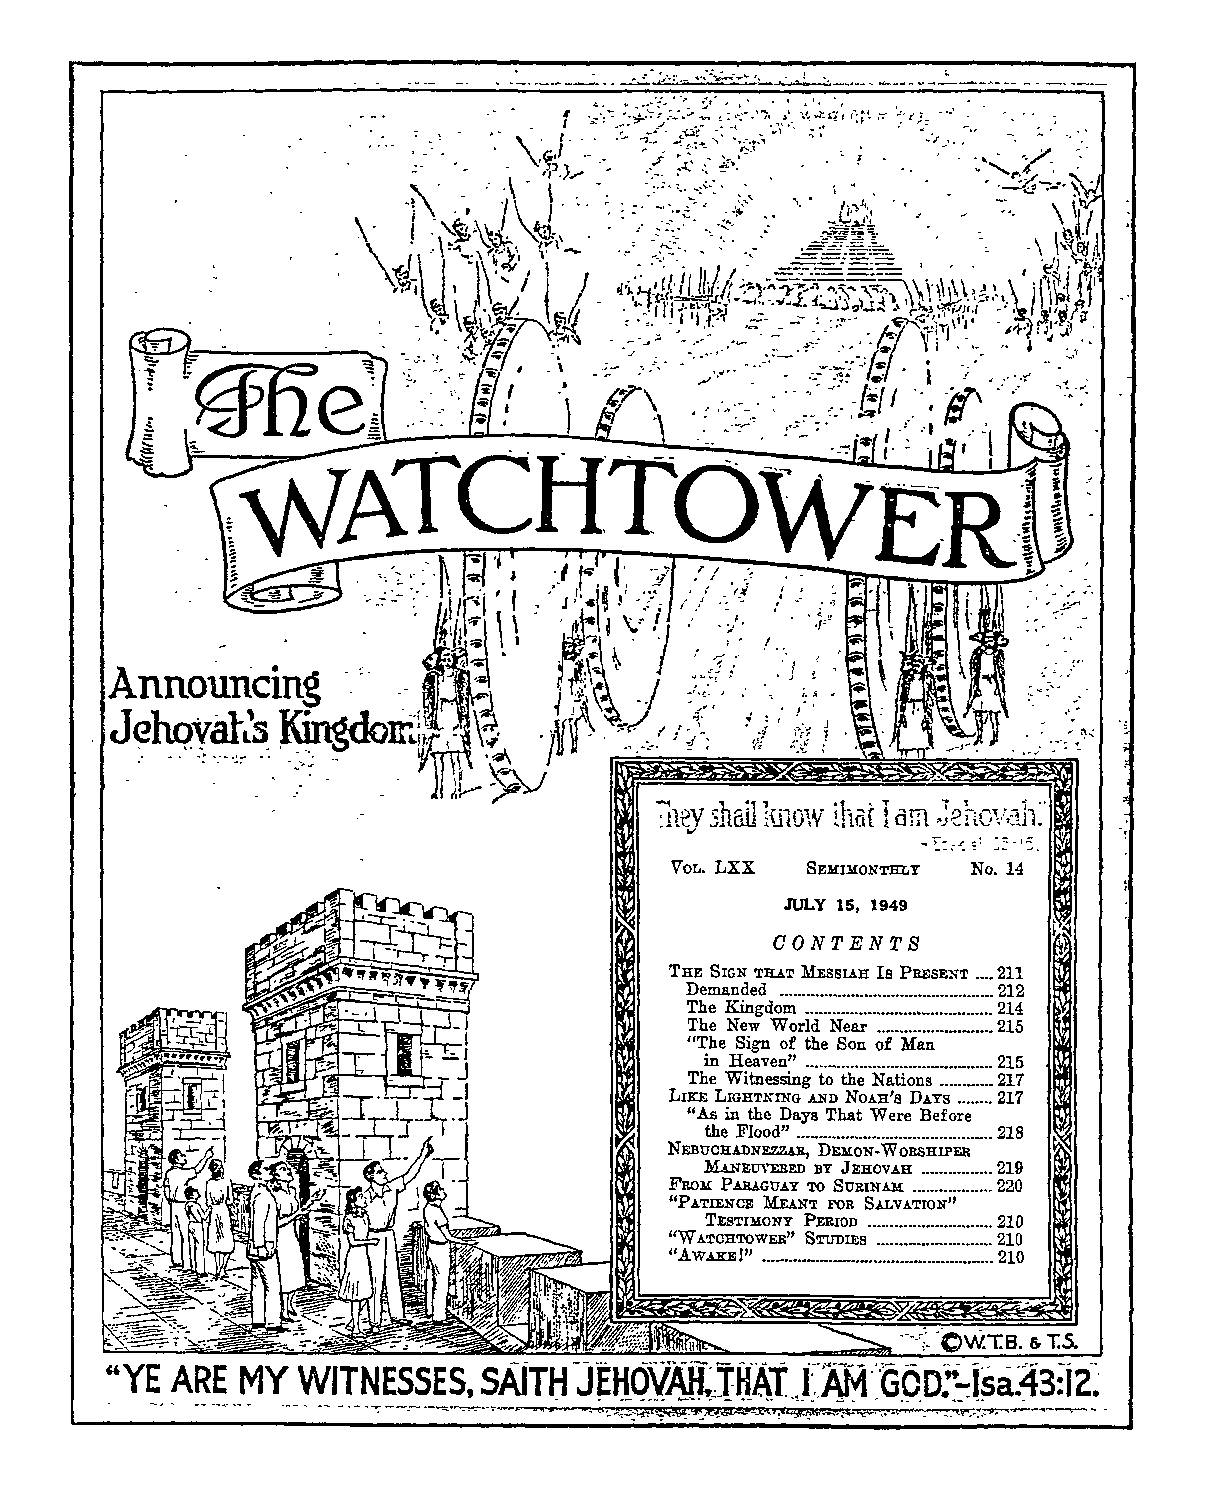 The
WATCHTOWER
Announcing
Jehovah's Kingdom
"They shall know that I am Jehovah."
VOL. LXX SEMIMONTHLY No. 14
JULY 15, 1949
CONTENTS
THE SIGN THAT MESSIAH IS PRESENT .... 211
Demanded .... 212
The Kingdom .... 214
The New World Near .... 215
"The Sign of the Son of Man
in Heaven" .... 215
The Witnessing to the Nations .... 217
LIKE LIGHTNING AND NOAH'S DAYS .... 217
"As in the Days That Were Before
the Flood" .... 218
NEBUCHADNEZZAR, DEMON-WORSHIPER
MANEUVERED BY JEHOVAH .... 219
FROM PARAGUAY TO SURINAM .... 220
"PATIENCE MEANT FOR SALVATION"
TESTIMONY PERIOD .... 210
"WATCHTOWER" STUDIES .... 210
"AWAKE!" .... 210
©W.T.B. & T.S.
"YE ARE MY WITNESSES, SAITH JEHOVAH, THAT I AM GOD."-Isa.43:12.